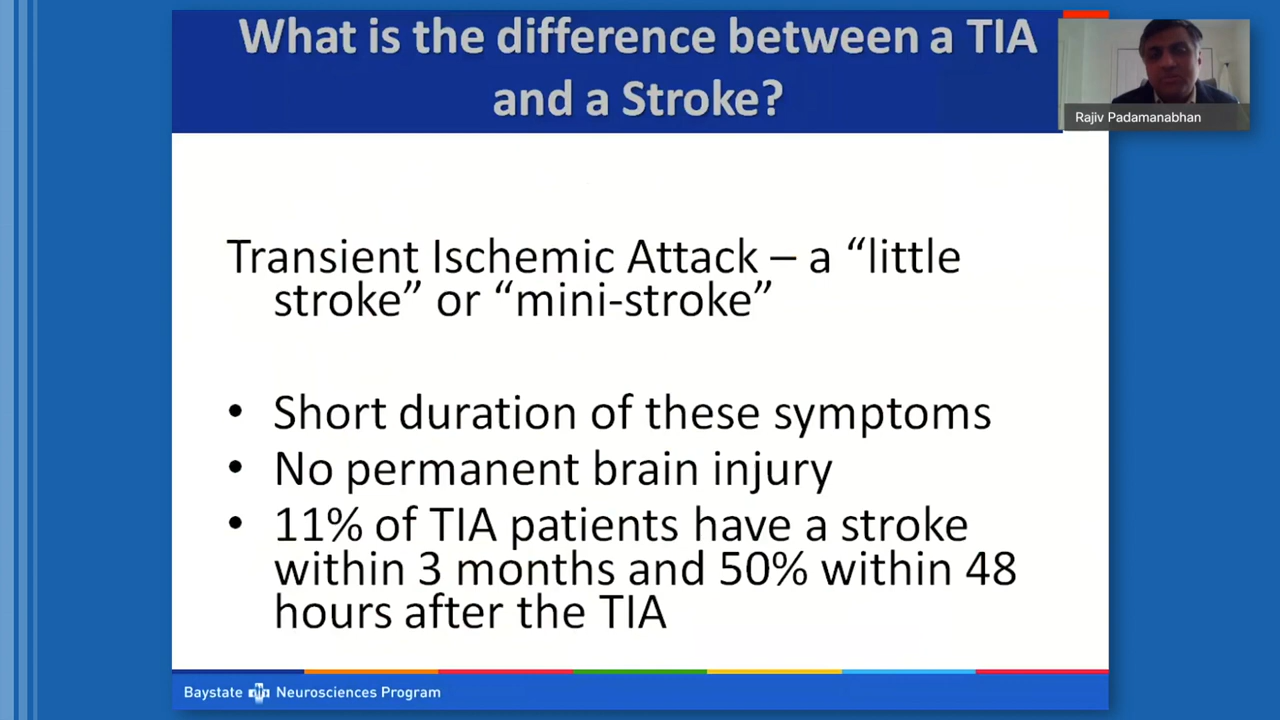 What is the difference between a TIA
and a Stroke?
Rajiv Padamanabhan
Transient Ischemic Attack – a “little
stroke” or “mini-stroke”
• Short duration of these symptoms
• No permanent brain injury
• 11% of TIA patients have a stroke
within 3 months and 50% within 48
hours after the TIA
Baystate Neurosciences Program